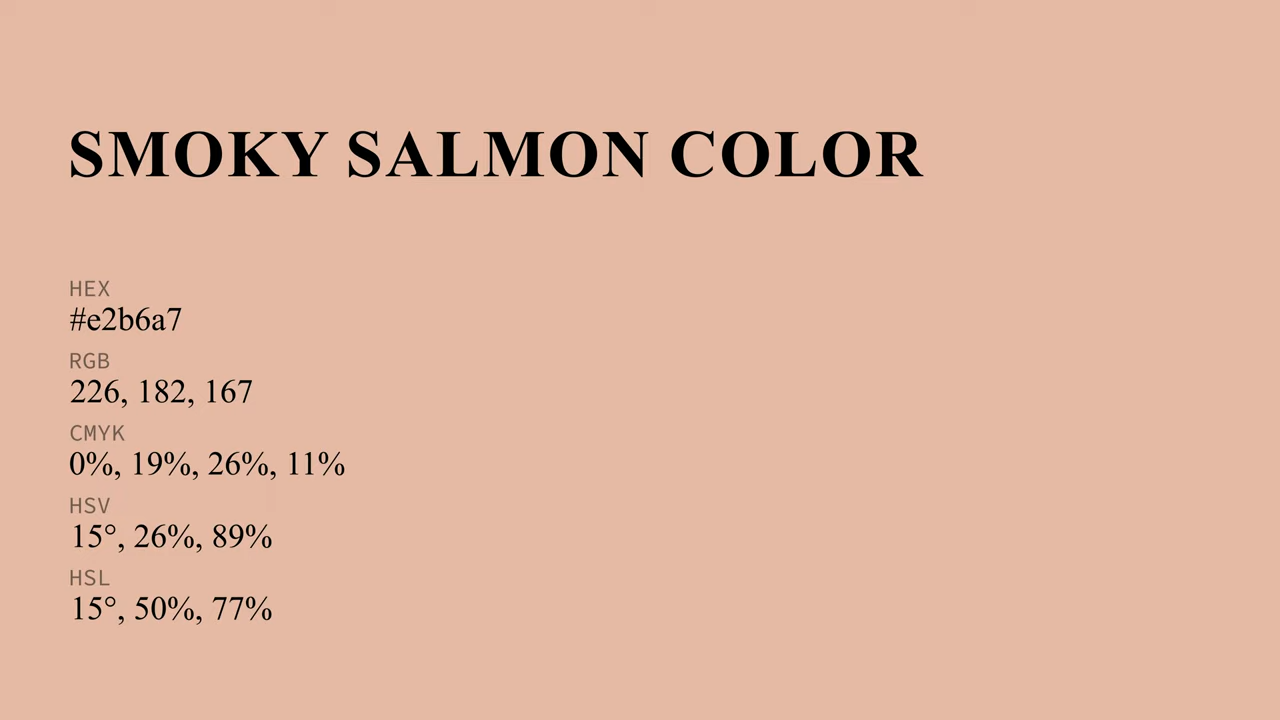 SMOKY SALMON COLOR
HEX
#e2b6a7
RGB
226, 182, 167
CMYK
0%, 19%, 26%, 11%
HSV
15°, 26%, 89%
HSL
15°, 50%, 77%